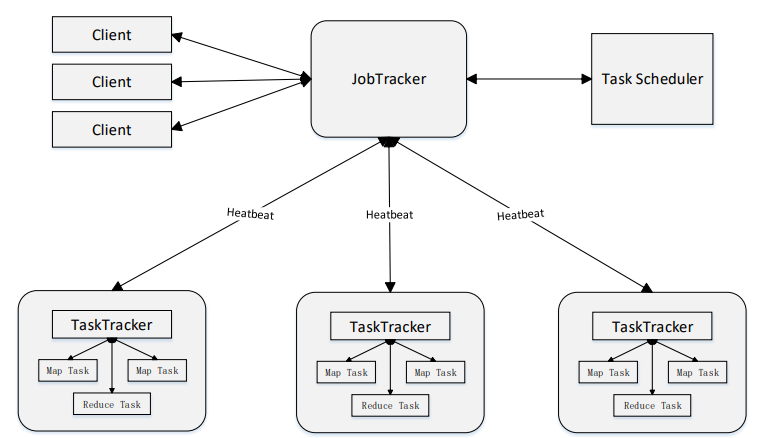 Client
Client
Client
JobTracker
Task Scheduler
Heatbeat
Heatbeat
Heatbeat
TaskTracker
Map Task
Map Task
Reduce Task
TaskTracker
Map Task
Map Task
Reduce Task
TaskTracker
Map Task
Map Task
Reduce Task